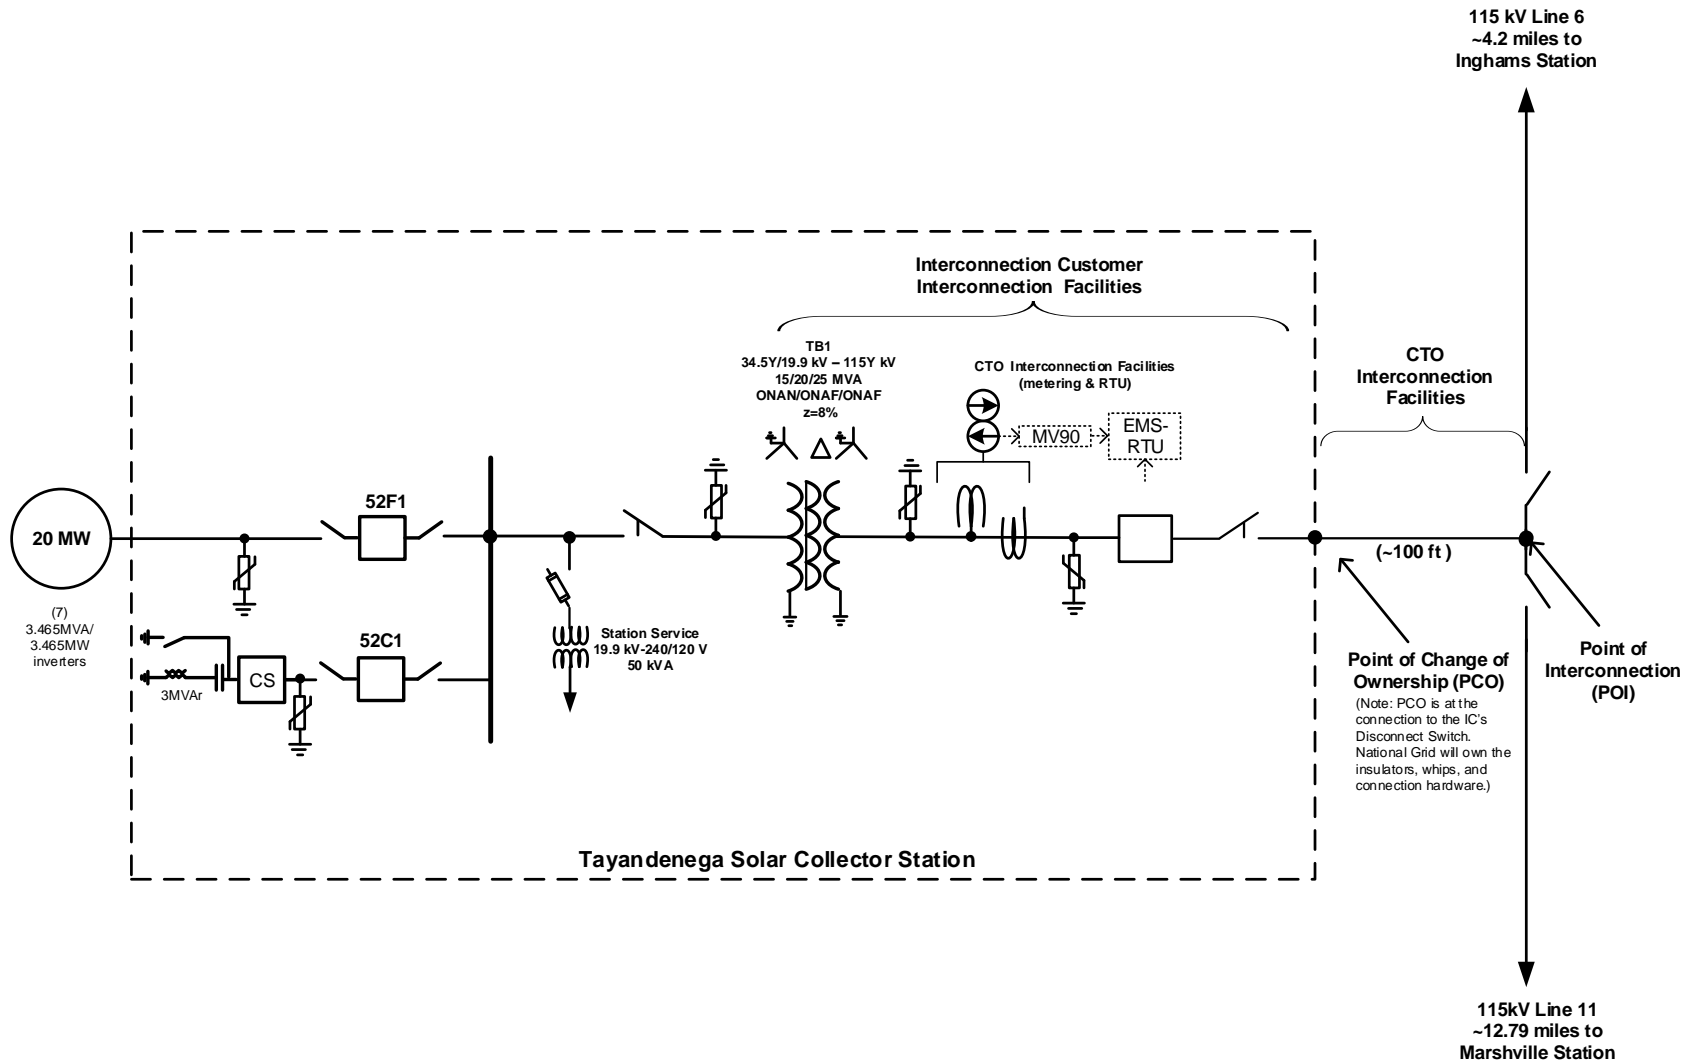 115 kV Line 6
~4.2 miles to
Inghams Station
Interconnection Customer
Interconnection Facilities
TB1
34.5Y/19.9 kV – 115Y kV
15/20/25 MVA
ONAN/ONAF/ONAF
z=8%
CTO Interconnection Facilities
(metering & RTU)
MV90
EMS-
RTU
CTO
Interconnection
Facilities
20 MW
(7)
3.465MVA/
3.465MW
inverters
52F1
52C1
CS
3MVAr
Station Service
19.9 kV-240/120 V
50 kVA
(~100 ft )
Point of Change of
Ownership (PCO)
(Note: PCO is at the
connection to the IC's
Disconnect Switch.
National Grid will own the
insulators, whips, and
connection hardware.)
Point of
Interconnection
(POI)
Tayandenega Solar Collector Station
115kV Line 11
~12.79 miles to
Marshville Station